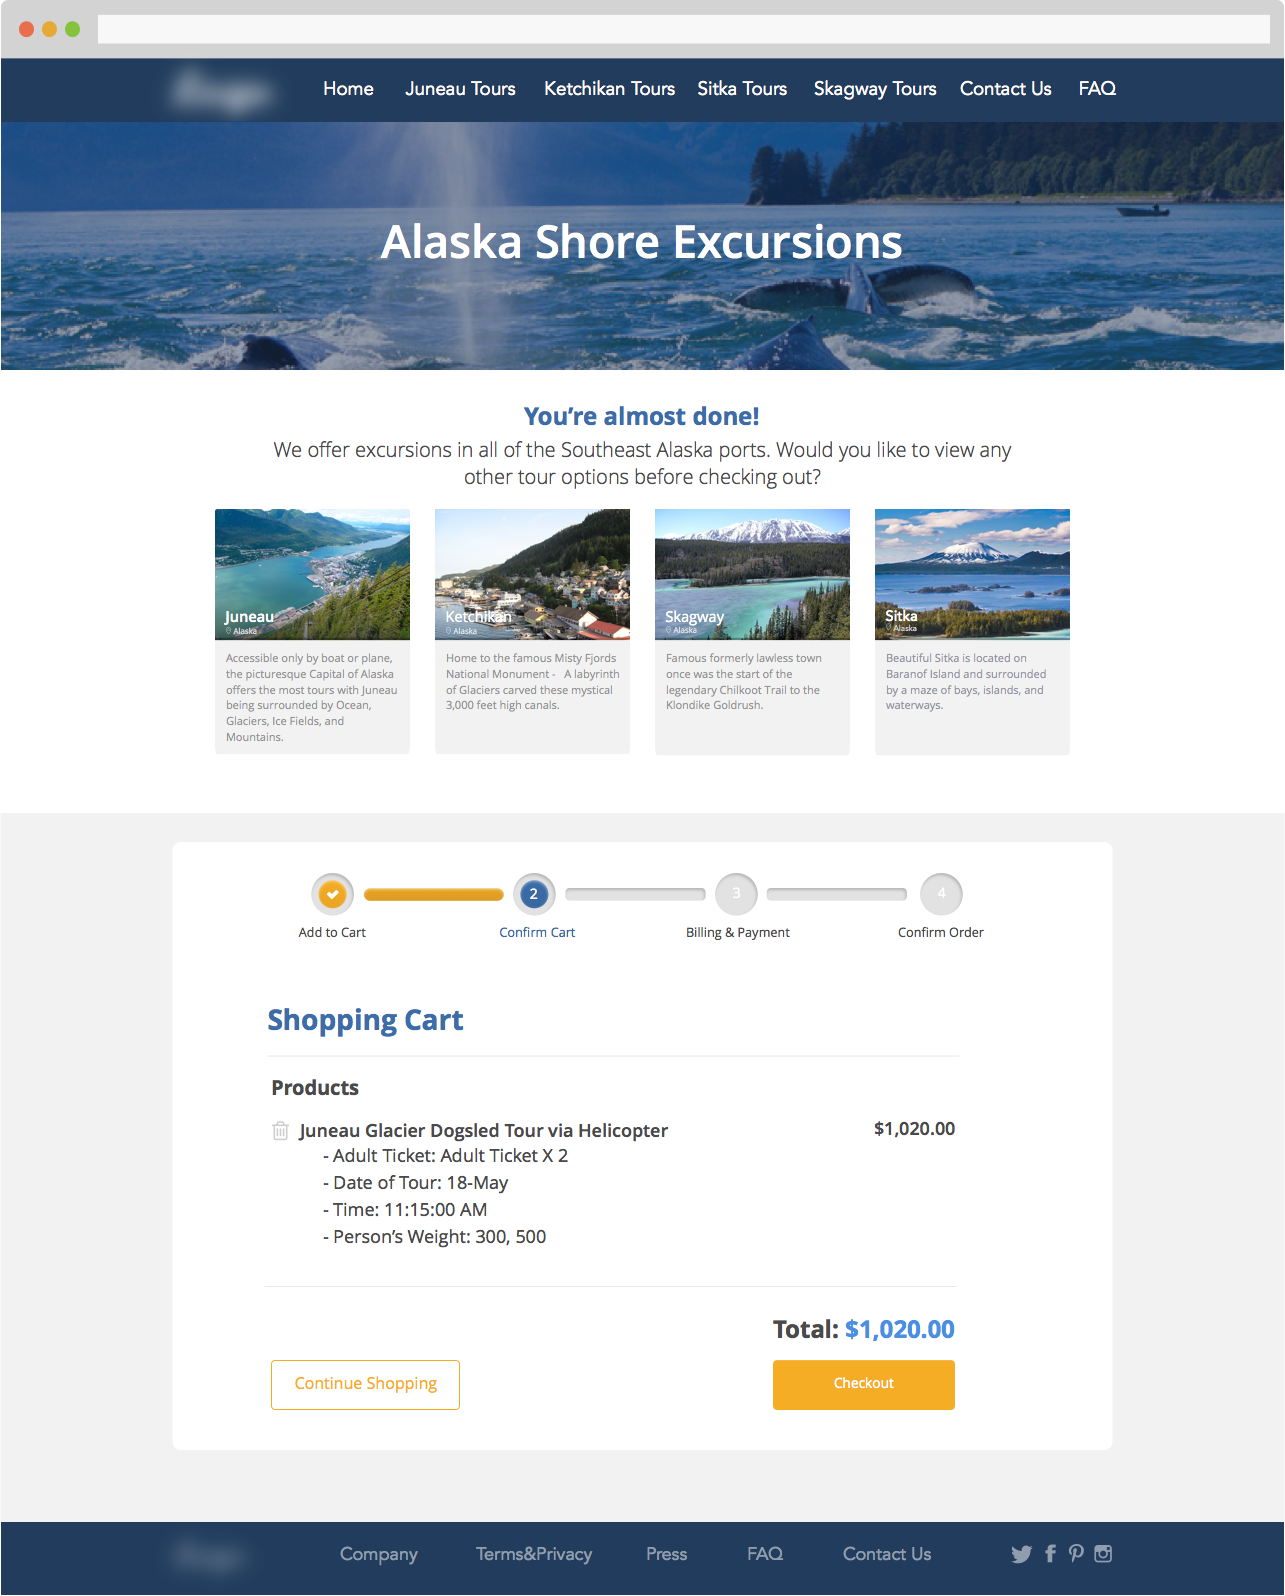 Home Juneau Tours Ketchikan Tours Sitka Tours Skagway Tours Contact Us FAQ
Alaska Shore Excursions
You’re almost done!
We offer excursions in all of the Southeast Alaska ports. Would you like to view any
other tour options before checking out?
Juneau
Alaska
Accessible only by boat or plane,
the picturesque Capital of Alaska
offers the most tours with Juneau
being surrounded by Ocean,
Glaciers, Ice Fields, and
Mountains.
Ketchikan
Alaska
Home to the famous Misty Fjords
National Monument - A labyrinth
of Glaciers carved these mystical
3,000 feet high canals.
Skagway
Alaska
Famous formerly lawless town
once was the start of the
legendary Chilkoot Trail to the
Klondike Goldrush.
Sitka
Alaska
Beautiful Sitka is located on
Baranof Island and surrounded
by a maze of bays, islands, and
waterways.
2 3 4
Add to Cart Confirm Cart Billing & Payment Confirm Order
Shopping Cart
Products
Juneau Glacier Dogsled Tour via Helicopter $1,020.00
- Adult Ticket: Adult Ticket X 2
- Date of Tour: 18-May
- Time: 11:15:00 AM
- Person’s Weight: 300, 500
Total: $1,020.00
Continue Shopping Checkout
Company Terms&Privacy Press FAQ Contact Us